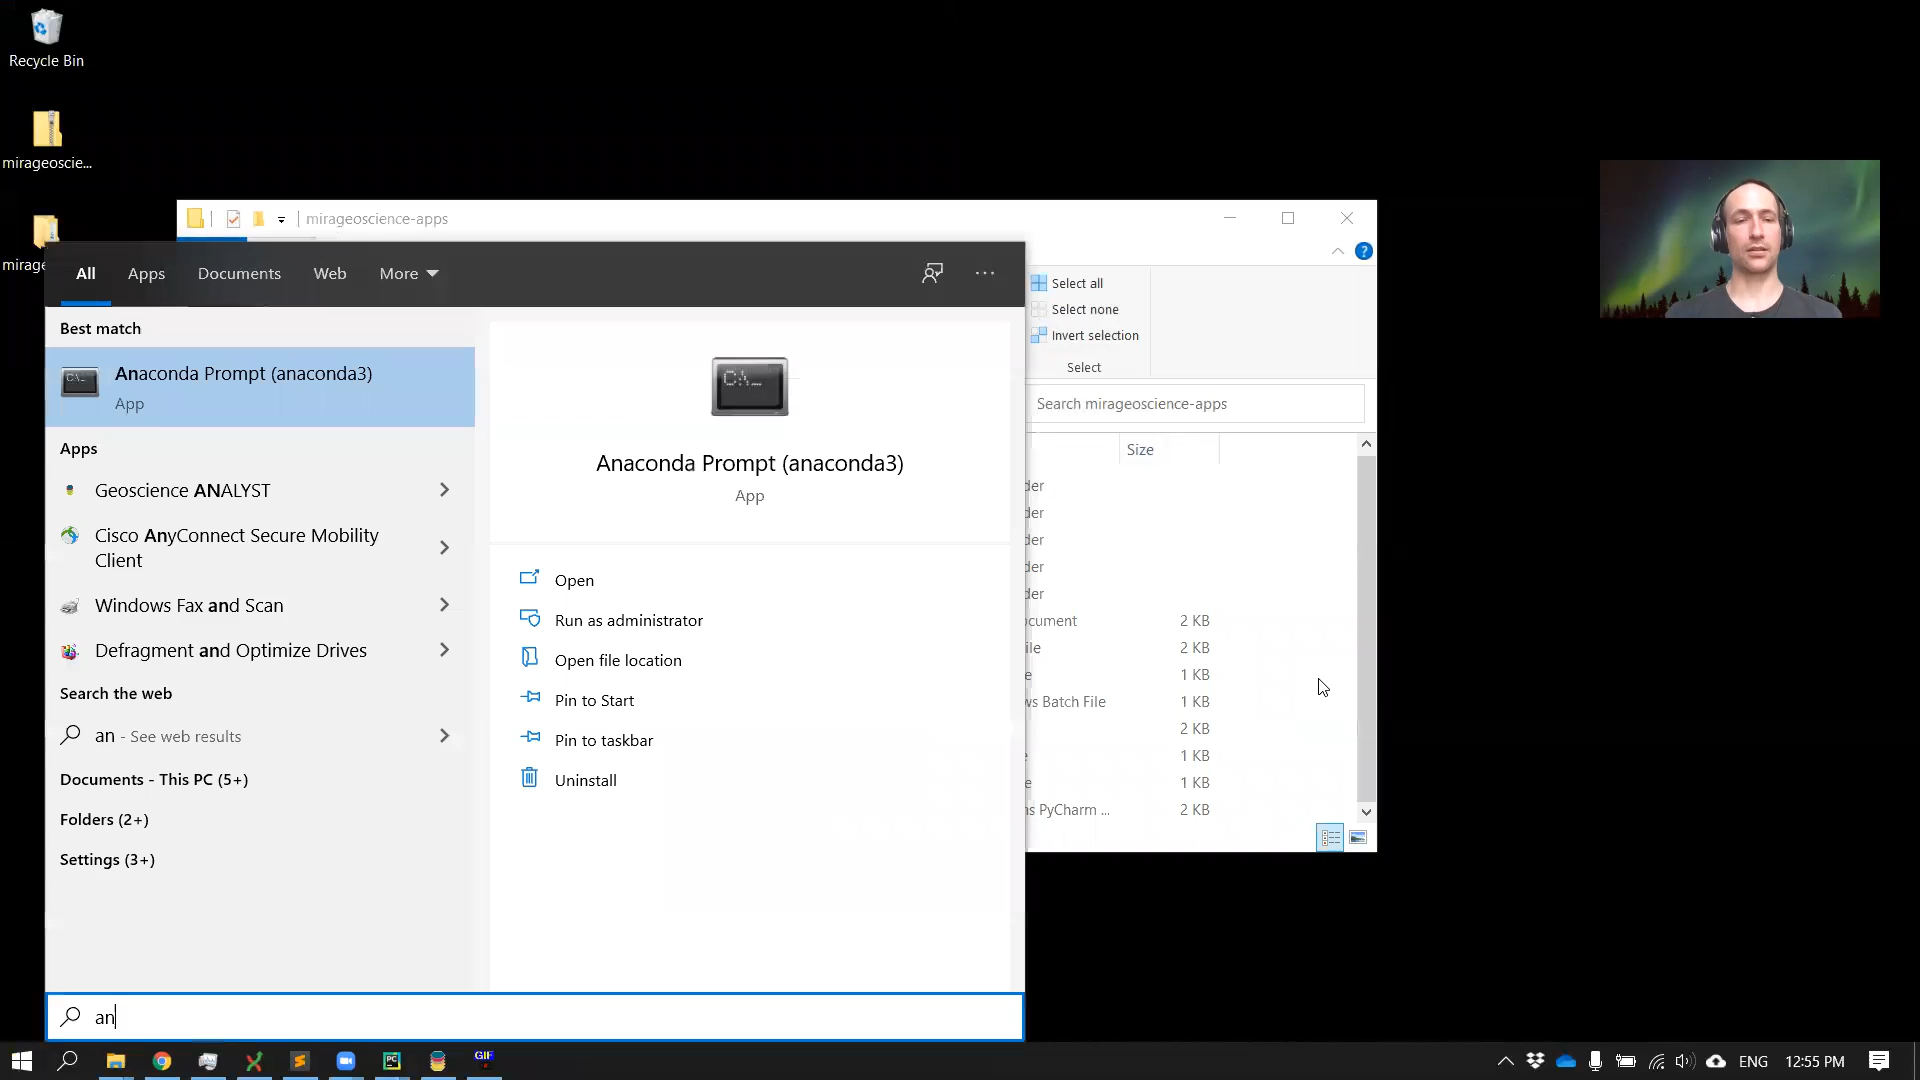 Recycle Bin
mirageoscie...
mirage
mirageoscience-apps
All
Apps
Documents
Web
More
Best match
Anaconda Prompt (anaconda3)
App
Apps
Geoscience ANALYST
Cisco AnyConnect Secure Mobility
Client
Windows Fax and Scan
Defragment and Optimize Drives
Search the web
an - See web results
Documents - This PC (5+)
Folders (2+)
Settings (3+)
Anaconda Prompt (anaconda3)
App
Open
Run as administrator
Open file location
Pin to Start
Pin to taskbar
Uninstall
Select all
Select none
Invert selection
Select
Search mirageoscience-apps
Size
der
der
der
der
der
ocument 2 KB
ile 2 KB
e 1 KB
ws Batch File 1 KB
2 KB
e 1 KB
e 1 KB
ns PyCharm ... 2 KB
an
GIF
ENG
12:55 PM